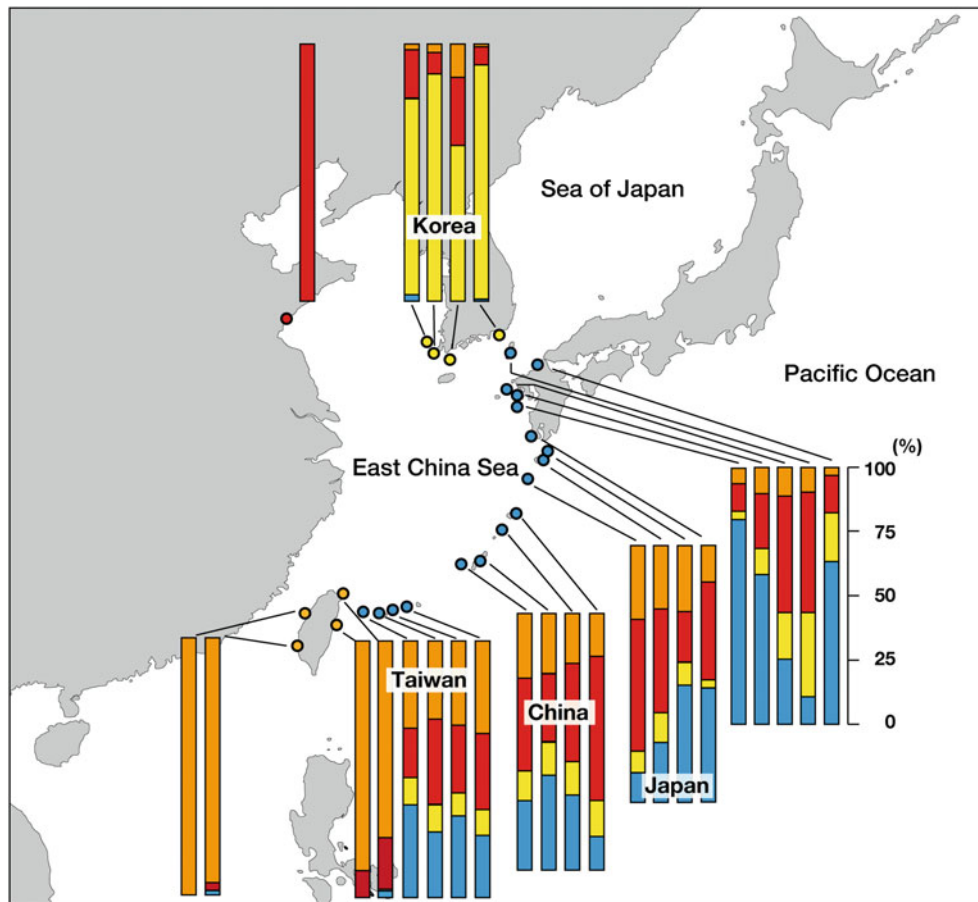 Sea of Japan
Korea
Pacific Ocean
East China Sea
(%)
100
75
50
25
0
Taiwan
China
Japan